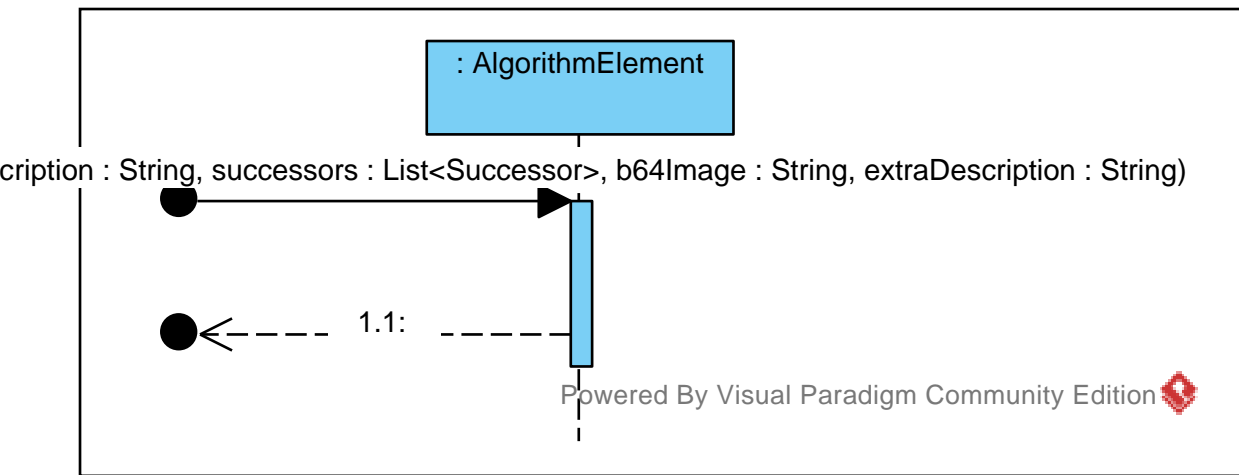 : AlgorithmElement
cription : String, successors : List<Successor>, b64Image : String, extraDescription : String)
1.1:
Powered By Visual Paradigm Community Edition